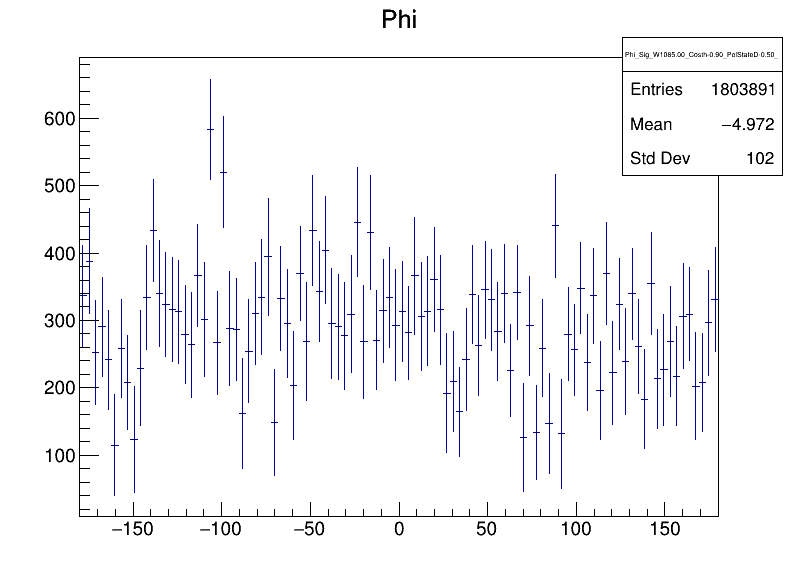 Phi
Phi_Sig_W1085.00_Costh-0.90_PolStateD-0.50_
Entries 1803891
Mean −4.972
Std Dev 102
600
500
400
300
200
100
−150 −100 −50 0 50 100 150